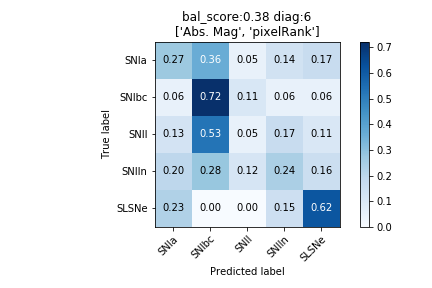 bal_score:0.38 diag:6
['Abs. Mag', 'pixelRank']
True label
SNIa 0.27 0.36 0.05 0.14 0.17
SNIbc 0.06 0.72 0.11 0.06 0.06
SNII 0.13 0.53 0.05 0.17 0.11
SNIIn 0.20 0.28 0.12 0.24 0.16
SLSNe 0.23 0.00 0.00 0.15 0.62
SNIa SNIbc SNII SNIIn SLSNe
Predicted label
0.7
0.6
0.5
0.4
0.3
0.2
0.1
0.0